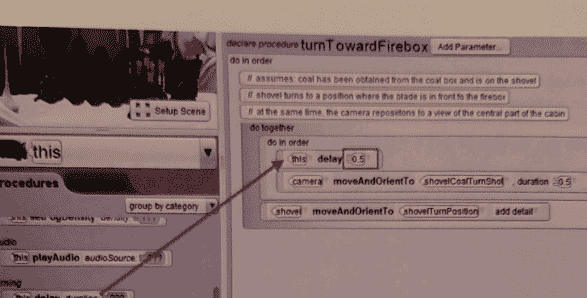 declare procedure turnTowardFirebox Add Parameter...
do in order
// assumes: coal has been obtained from the coal box and is on the shovel
// shovel turns to a position where the blade is in front to the firebox
// at the same time, the camera repositions to a view of the central part of the cabin
Setup Scene
do together
do in order
this
this delay 0.5
rocedures
camera moveAndOrientTo shovelCoalTurnShot , duration 0.5
group by category
shovel moveAndOrientTo shovelTurnPosition add detail
udio
this playAudio audioSource: ???
this delay duration: ???